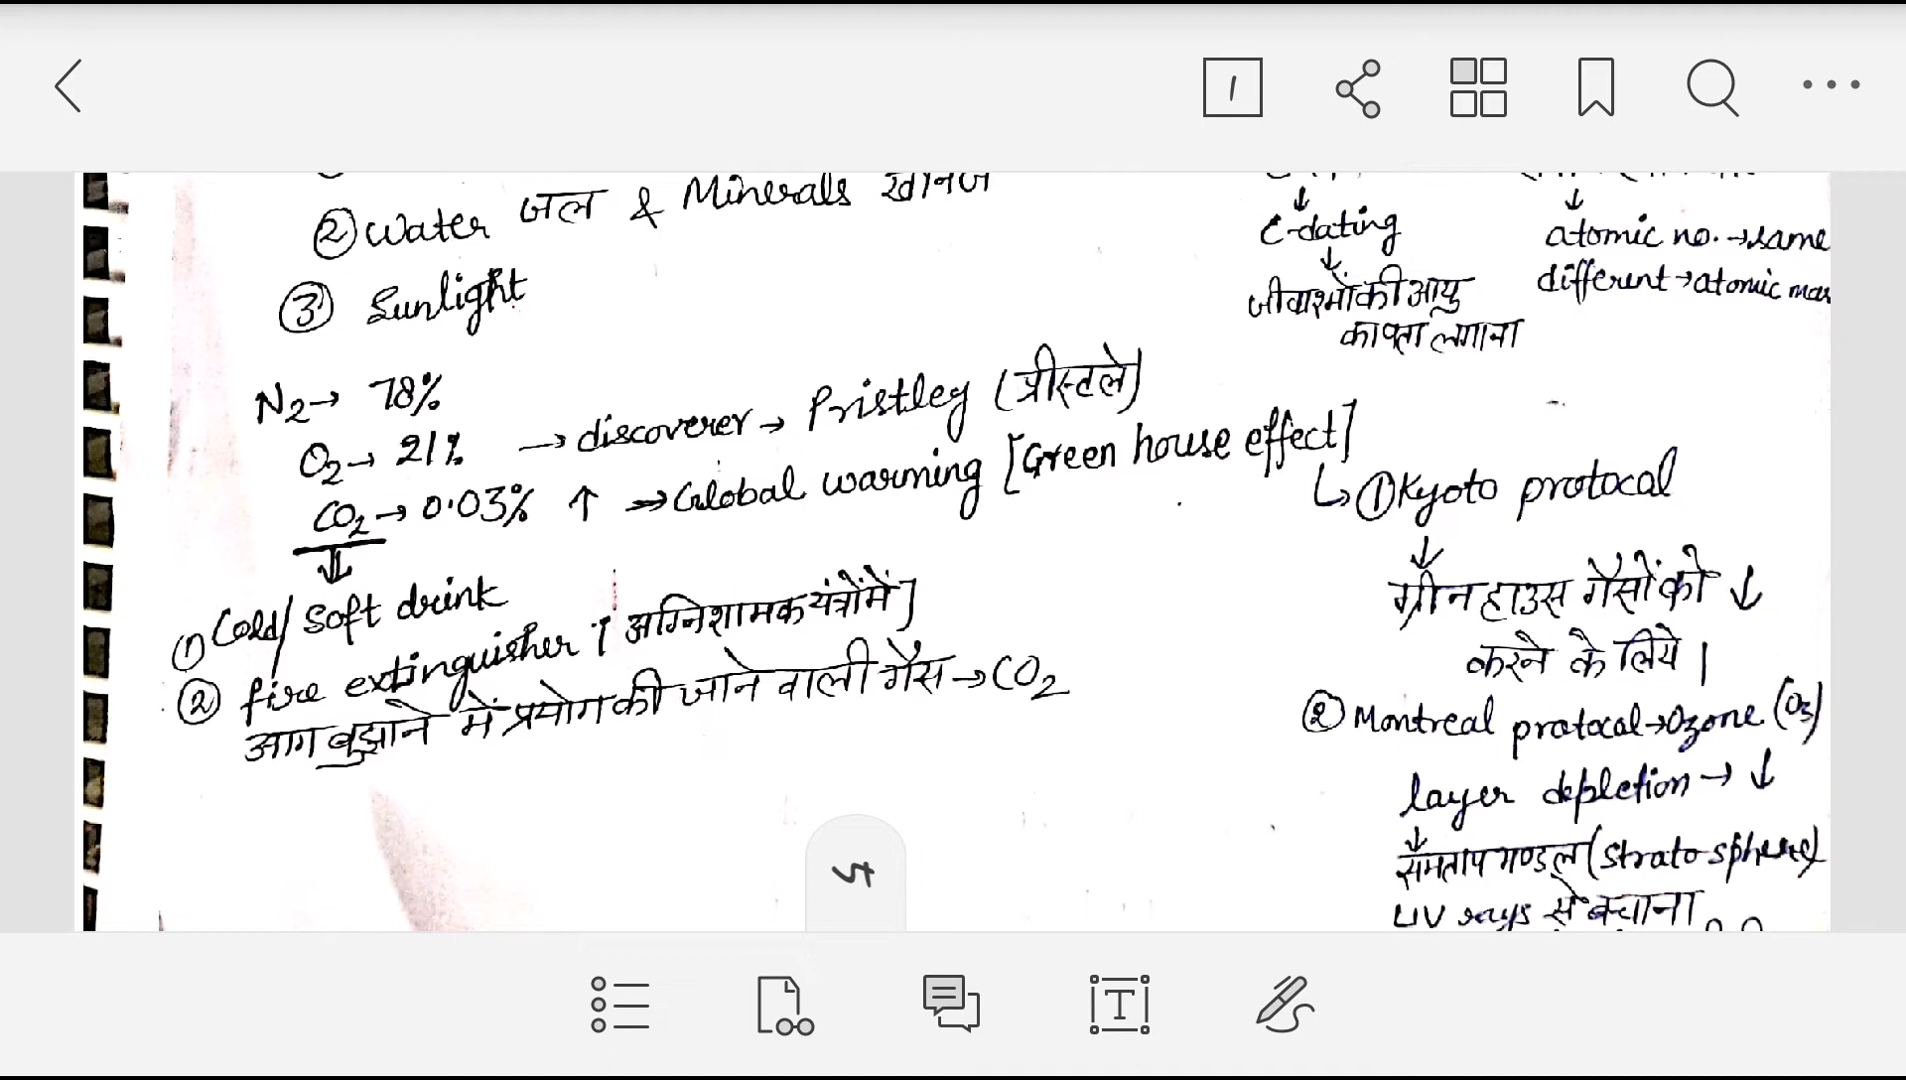 ② Water जल & Minerals खनिज
③ Sunlight
N2→ 78%
O2→ 21% → discoverer → Pristley (प्रीस्टले)
CO2 → 0.03% ↑ → Global warming [Green house effect]
① Cold/ Soft drink
② fire extinguisher [अग्निशामक यंत्रों में]
आग बुझाने में प्रयोग की जाने वाली गैस → CO2
C-dating
↓
जीवाश्मों की आयु
का पता लगाना
↓
atomic no. → same
different → atomic mas
↳ ① Kyoto protocal
↓
ग्रीन हाउस गैसों को ↓
करने के लिये |
② Montreal protocal → Ozone (O3)
layer depletion → ↓
↓
समताप मण्डल (stratosphere)
UV rays से बचाना